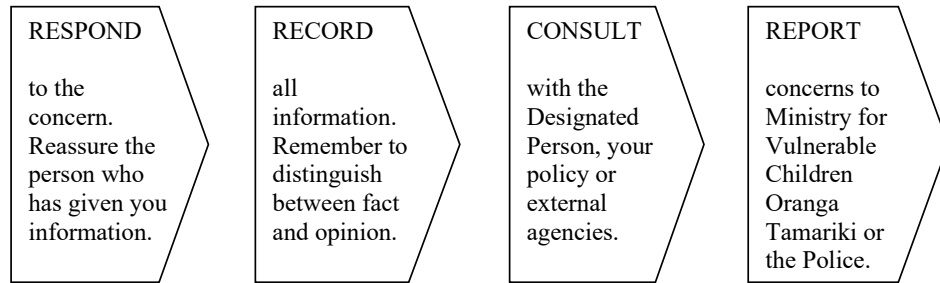 RESPOND
to the
concern.
Reassure the
person who
has given you
information.
RECORD
all
information.
Remember to
distinguish
between fact
and opinion.
CONSULT
with the
Designated
Person, your
policy or
external
agencies.
REPORT
concerns to
Ministry for
Vulnerable
Children
Oranga
Tamariki or
the Police.